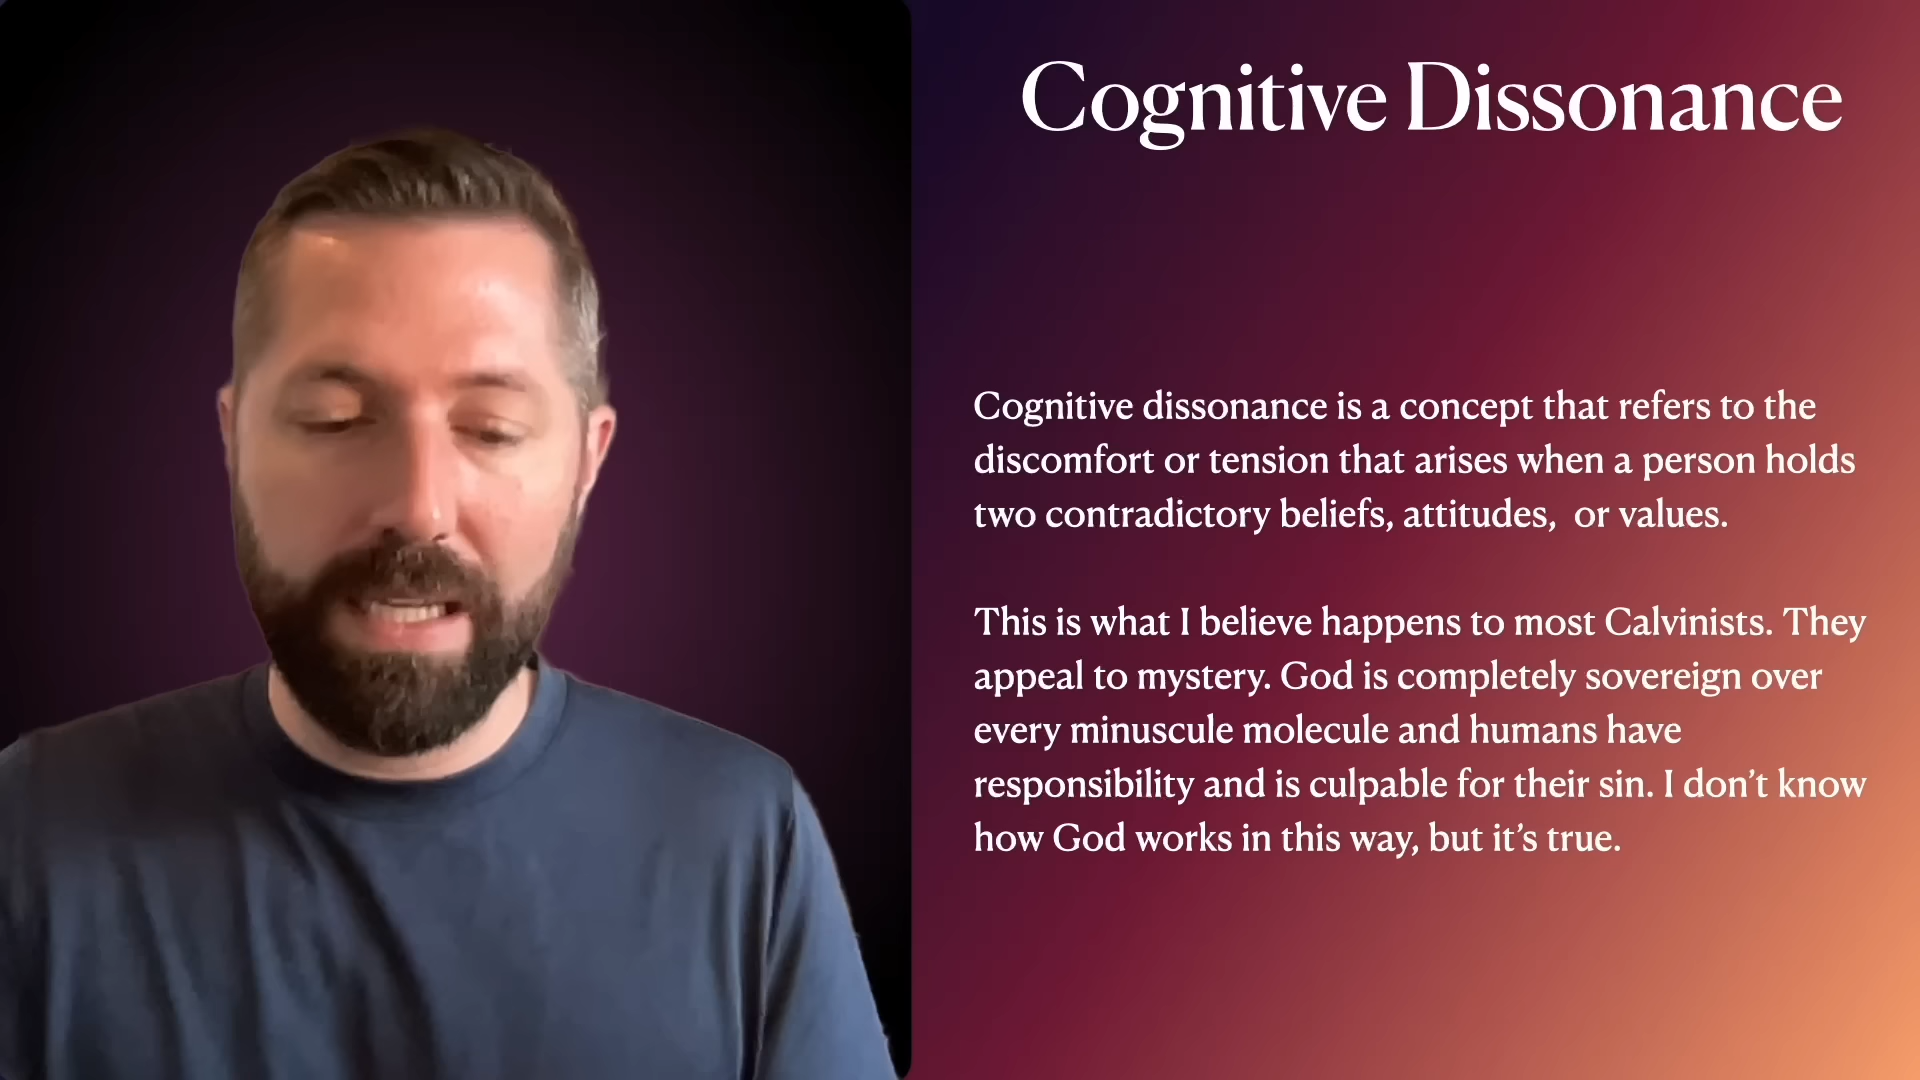 Cognitive Dissonance
Cognitive dissonance is a concept that refers to the
discomfort or tension that arises when a person holds
two contradictory beliefs, attitudes,  or values.
This is what I believe happens to most Calvinists. They
appeal to mystery. God is completely sovereign over
every minuscule molecule and humans have
responsibility and is culpable for their sin. I don’t know
how God works in this way, but it’s true.